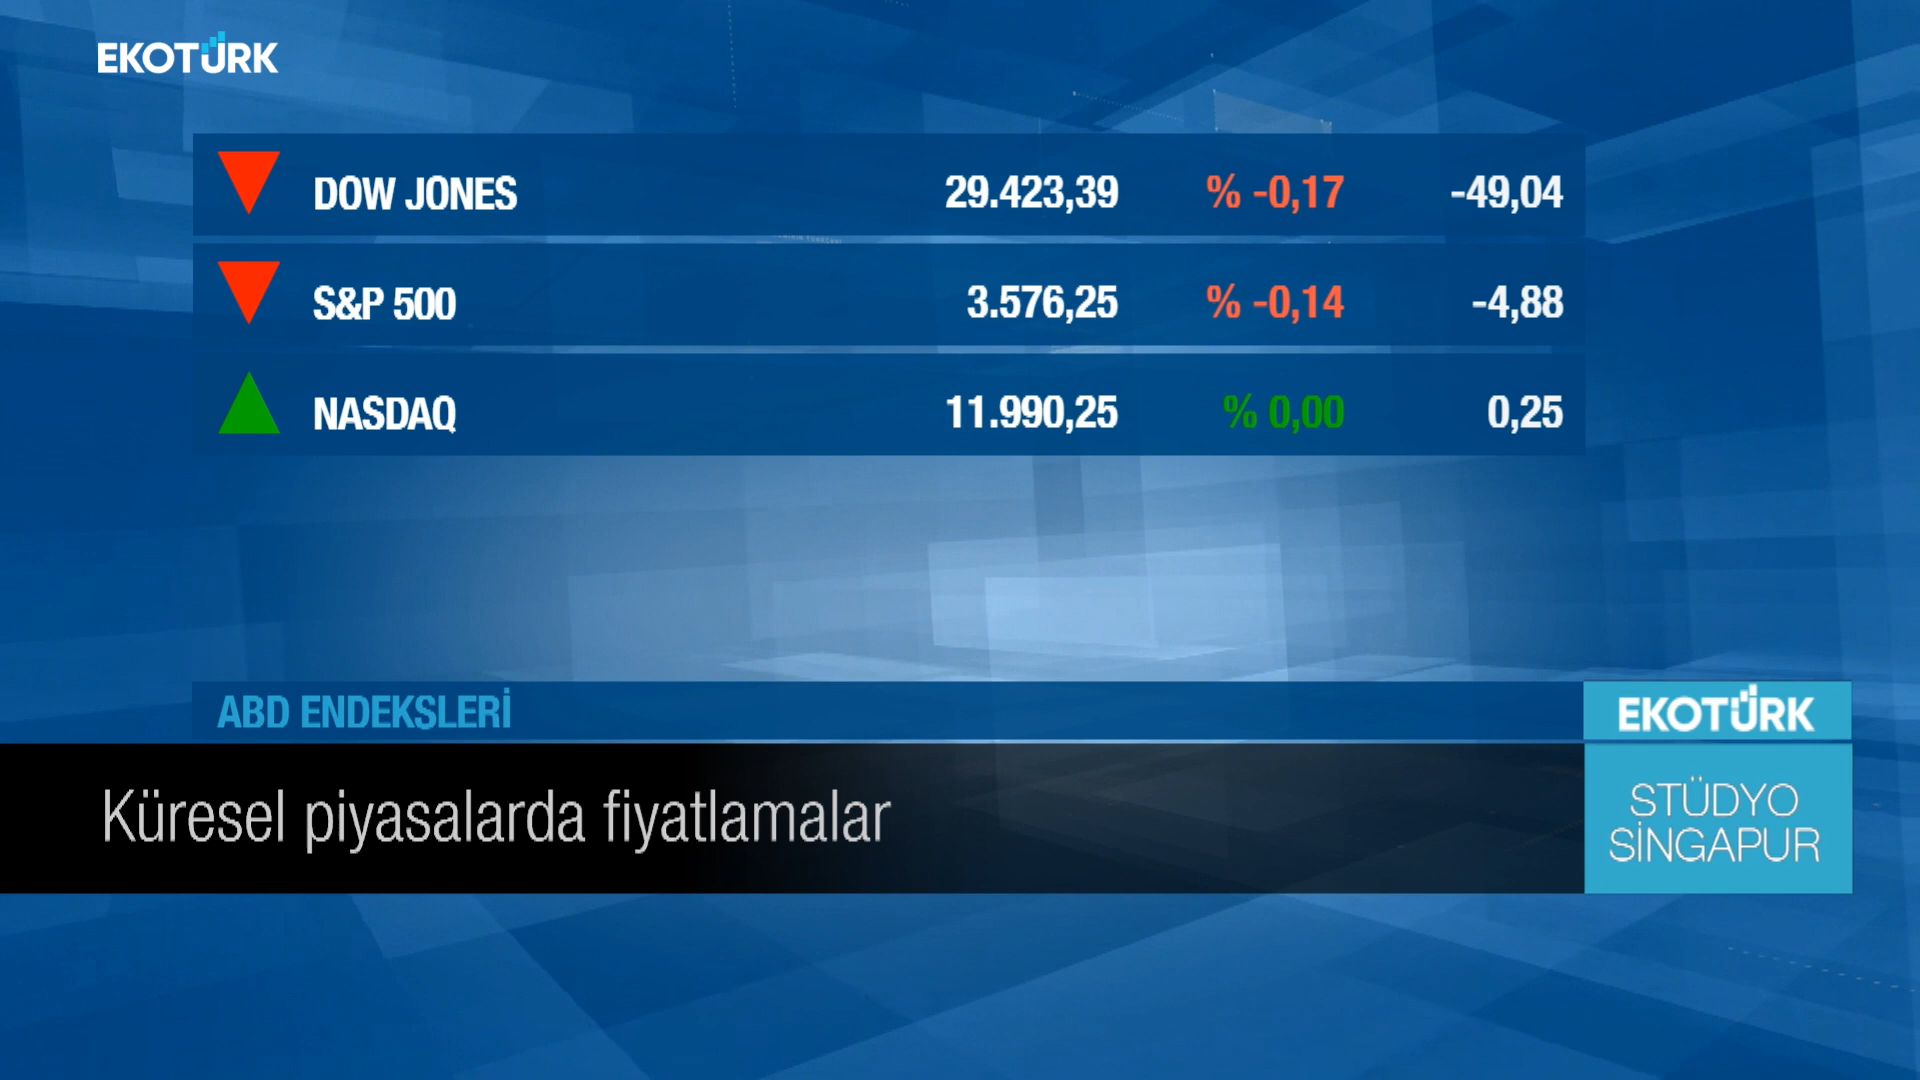 EKOTÜRK
DOW JONES 29.423,39 % -0,17 -49,04
S&P 500 3.576,25 % -0,14 -4,88
NASDAQ 11.990,25 % 0,00 0,25
ABD ENDEKSLERİ
EKOTÜRK
Küresel piyasalarda fiyatlamalar
STÜDYO
SİNGAPUR